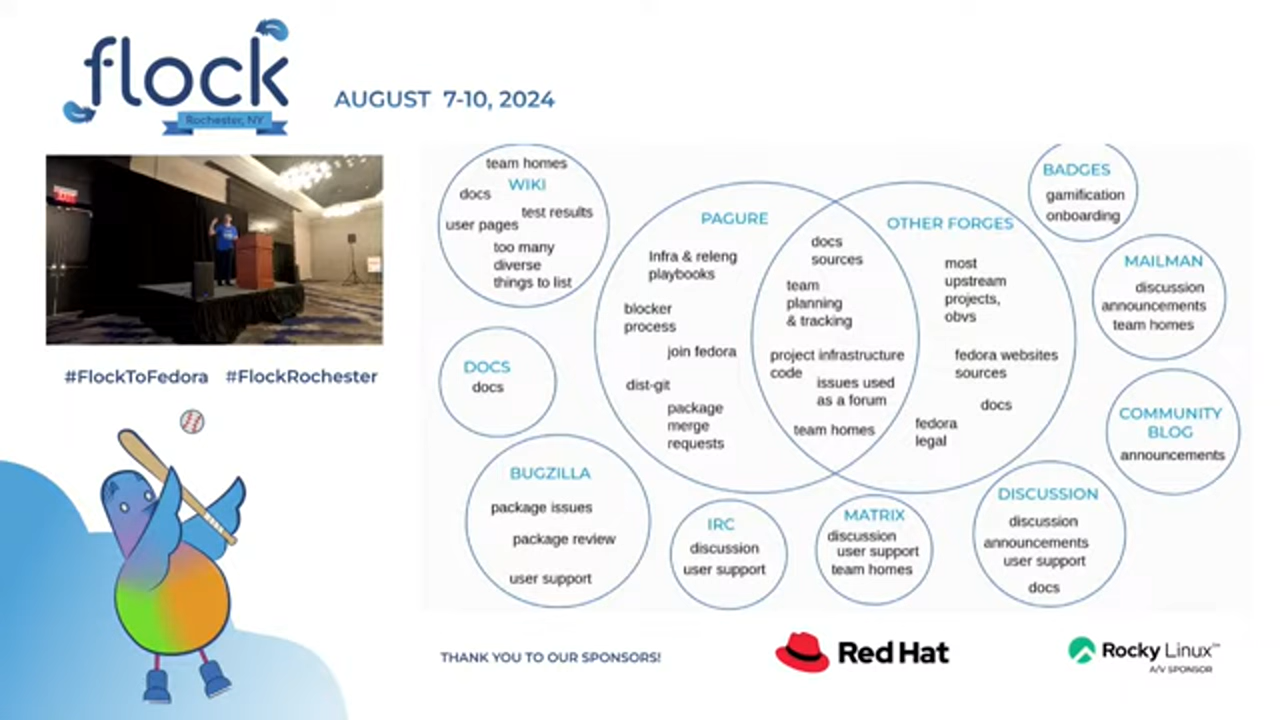 flock
Rochester, NY
AUGUST 7-10, 2024
#FlockToFedora #FlockRochester
WIKI
team homes
docs
test results
user pages
too many
diverse
things to list
DOCS
docs
BUGZILLA
package issues
package review
user support
PAGURE
Infra & releng
playbooks
blocker
process
join fedora
dist-git
package
merge
requests
docs
sources
team
planning
& tracking
project infrastructure
code
issues used
as a forum
team homes
OTHER FORGES
most
upstream
projects,
obvs
fedora websites
sources
docs
fedora
legal
IRC
discussion
user support
MATRIX
discussion
user support
team homes
DISCUSSION
discussion
announcements
user support
docs
BADGES
gamification
onboarding
MAILMAN
discussion
announcements
team homes
COMMUNITY
BLOG
announcements
THANK YOU TO OUR SPONSORS!
Red Hat
Rocky Linux™
A/V SPONSOR